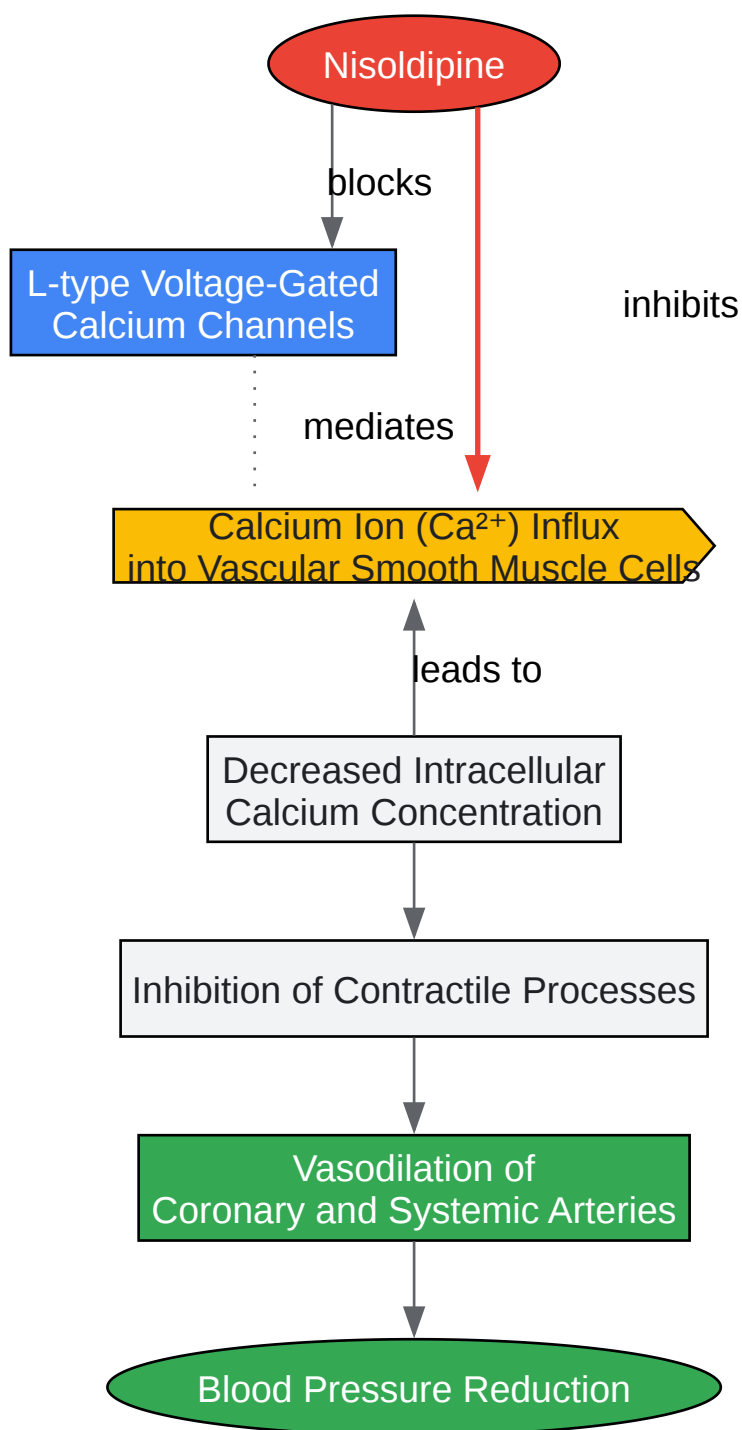 Nisoldipine
blocks
L-type Voltage-Gated
Calcium Channels
inhibits
mediates
Calcium Ion (Ca²⁺) Influx
into Vascular Smooth Muscle Cells
leads to
Decreased Intracellular
Calcium Concentration
Inhibition of Contractile Processes
Vasodilation of
Coronary and Systemic Arteries
Blood Pressure Reduction